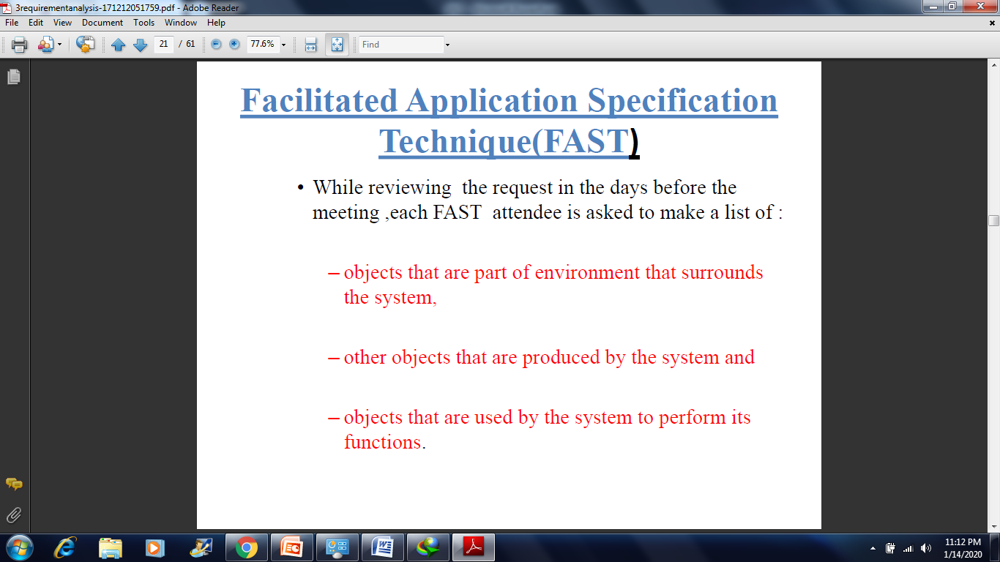 3requirementanalysis-171212051759.pdf - Adobe Reader
File Edit View Document Tools Window Help
21 / 61 77.6% Find
Facilitated Application Specification
Technique(FAST)
• While reviewing the request in the days before the
meeting ,each FAST attendee is asked to make a list of :
– objects that are part of environment that surrounds
the system,
– other objects that are produced by the system and
– objects that are used by the system to perform its
functions.
11:12 PM
1/14/2020